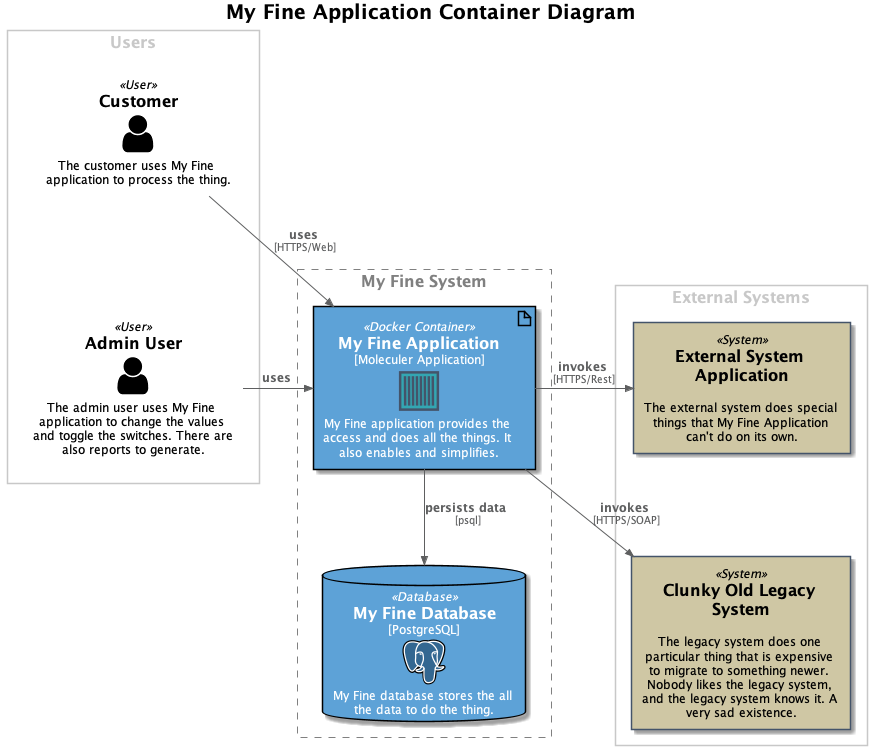 My Fine Application Container Diagram
Users
«User»
Customer
The customer uses My Fine
application to process the thing.
uses
[HTTPS/Web]
«User»
Admin User
The admin user uses My Fine
application to change the values
and toggle the switches. There are
also reports to generate.
uses
My Fine System
«Docker Container»
My Fine Application
[Moleculer Application]
My Fine application provides the
access and does all the things. It
also enables and simplifies.
invokes
[HTTPS/Rest]
External Systems
«System»
External System
Application
The external system does special
things that My Fine Application
can't do on its own.
persists data
[psql]
invokes
[HTTPS/SOAP]
«Database»
My Fine Database
[PostgreSQL]
My Fine database stores the all
the data to do the thing.
«System»
Clunky Old Legacy
System
The legacy system does one
particular thing that is expensive
to migrate to something newer.
Nobody likes the legacy system,
and the legacy system knows it. A
very sad existence.